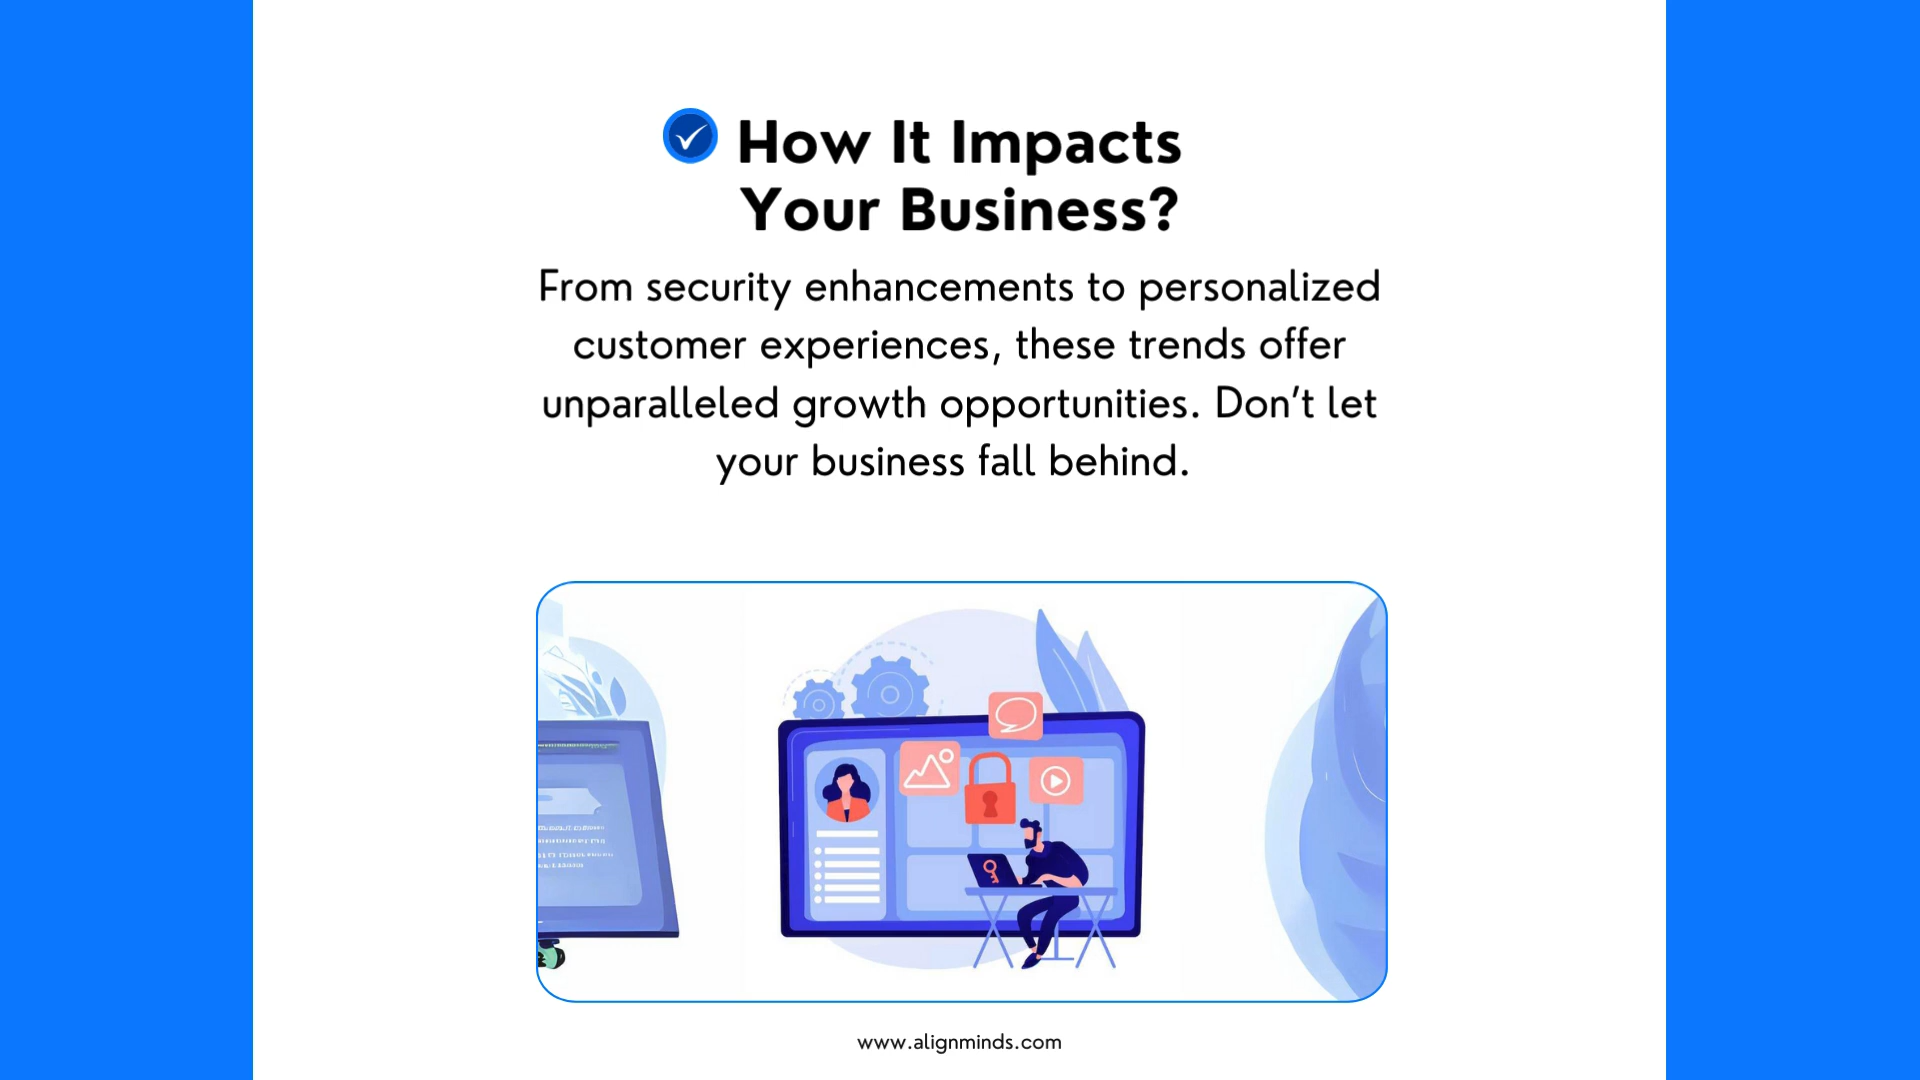 How It Impacts
Your Business?
From security enhancements to personalized
customer experiences, these trends offer
unparalleled growth opportunities. Don’t let
your business fall behind.
www.alignminds.com